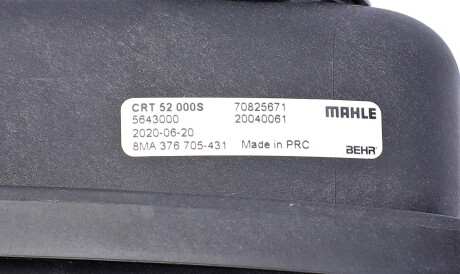 CRT 52 000S 70825671 MAHLE
5643000 20040061
2020-06-20
8MA 376 705-431 Made in PRC BEHR